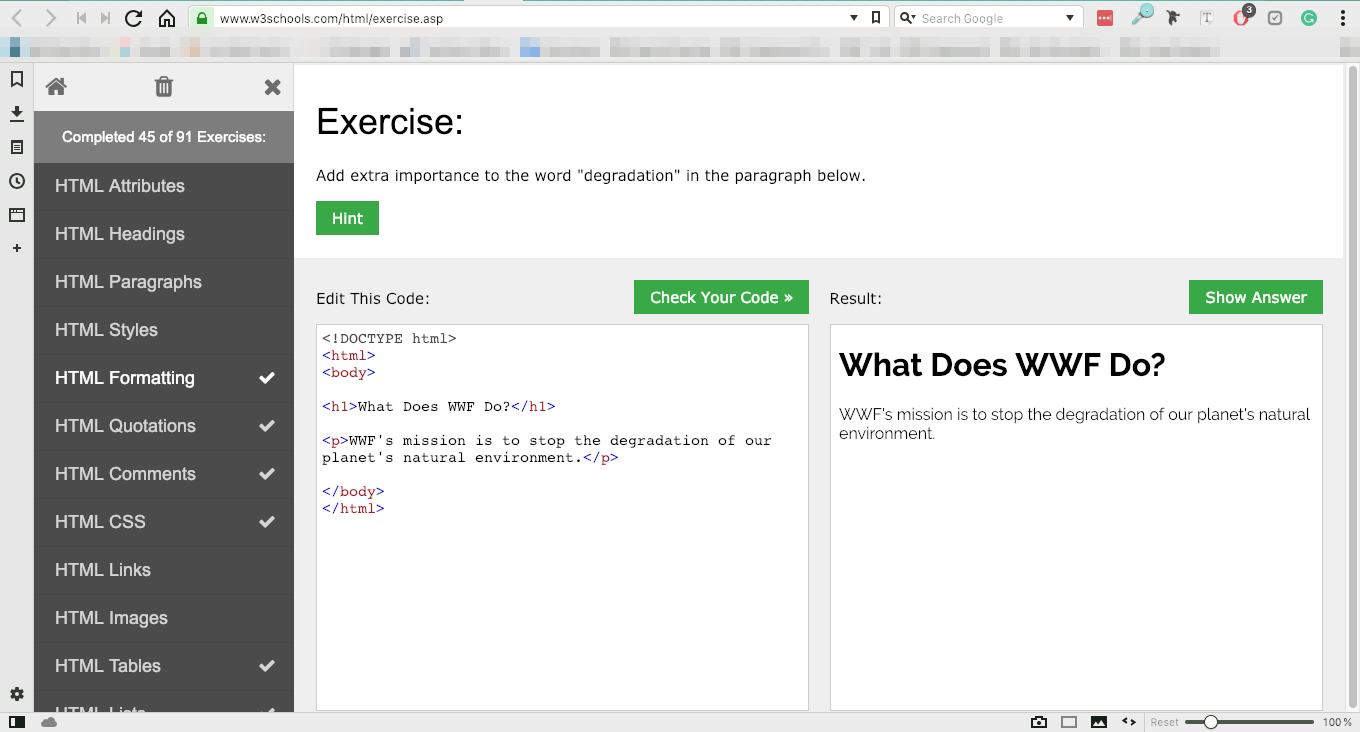 www.w3schools.com/html/exercise.asp
Search Google
3
Completed 45 of 91 Exercises:
HTML Attributes
HTML Headings
HTML Paragraphs
HTML Styles
HTML Formatting
HTML Quotations
HTML Comments
HTML CSS
HTML Links
HTML Images
HTML Tables
HTML Lists
Exercise:
Add extra importance to the word "degradation" in the paragraph below.
Hint
Edit This Code:
Check Your Code »
<!DOCTYPE html>
<html>
<body>
<h1>What Does WWF Do?</h1>
<p>WWF's mission is to stop the degradation of our
planet's natural environment.</p>
</body>
</html>
Result:
Show Answer
What Does WWF Do?
WWF's mission is to stop the degradation of our planet's natural
environment.
Reset
100 %